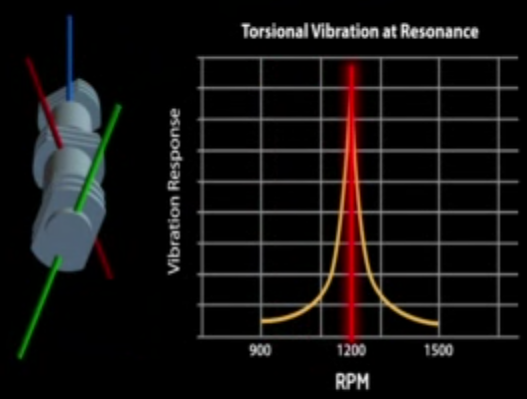 Torsional Vibration at Resonance
Vibration Response
900 1200 1500
RPM